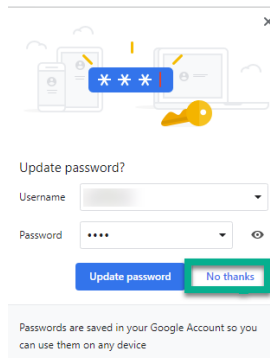 ***
Update password?
Username
Password ••••
Update password No thanks
Passwords are saved in your Google Account so you
can use them on any device